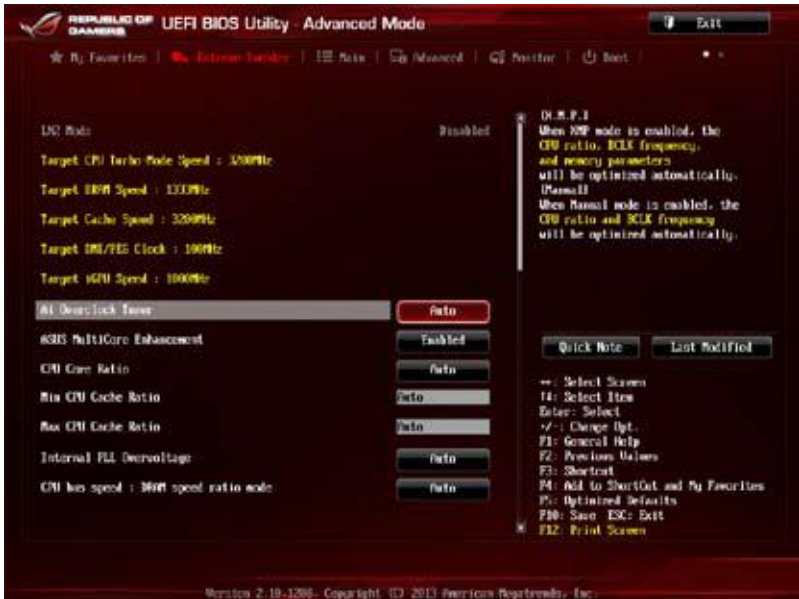 REPUBLIC OF GAMERS UEFI BIOS Utility - Advanced Mode Exit
My Favorites Extreme Tweaker Main Advanced Monitor Boot
LN2 Mode Disabled
Target CPU Turbo-Mode Speed : 3200MHz
Target DRAM Speed : 1333MHz
Target Cache Speed : 3200MHz
Target DMI/PEG Clock : 100MHz
Target iGPU Speed : 1000MHz
Ai Overclock Tuner Auto
ASUS MultiCore Enhancement Enabled
CPU Core Ratio Auto
Min CPU Cache Ratio Auto
Max CPU Cache Ratio Auto
Internal PLL Overvoltage Auto
CPU bus speed : DRAM speed ratio mode Auto
[X.M.P.]
When XMP mode is enabled, the
CPU ratio, BCLK frequency,
and memory parameters
will be optimized automatically.
[Manual]
When Manual mode is enabled, the
CPU ratio and BCLK frequency
will be optimized automatically.
Quick Note Last Modified
→←: Select Screen
↑↓: Select Item
Enter: Select
+/-: Change Opt.
F1: General Help
F2: Previous Values
F3: Shortcut
F4: Add to ShortCut and My Favorites
F5: Optimized Defaults
F10: Save ESC: Exit
F12: Print Screen
Version 2.10.1208. Copyright (C) 2013 American Megatrends, Inc.